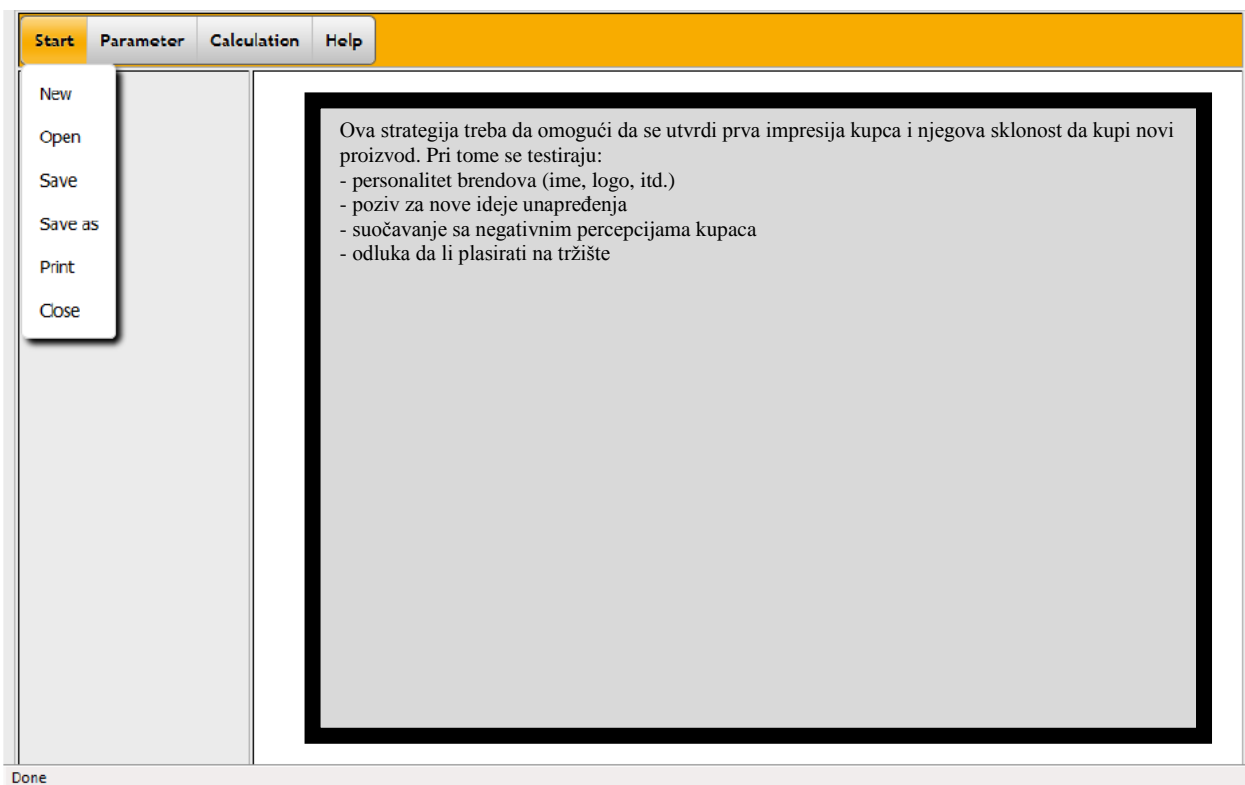 Start Parameter Calculation Help
New
Open
Save
Save as
Print
Close
Ova strategija treba da omogući da se utvrdi prva impresija kupca i njegova sklonost da kupi novi
proizvod. Pri tome se testiraju:
- personalitet brendova (ime, logo, itd.)
- poziv za nove ideje unapređenja
- suočavanje sa negativnim percepcijama kupaca
- odluka da li plasirati na tržište
Done